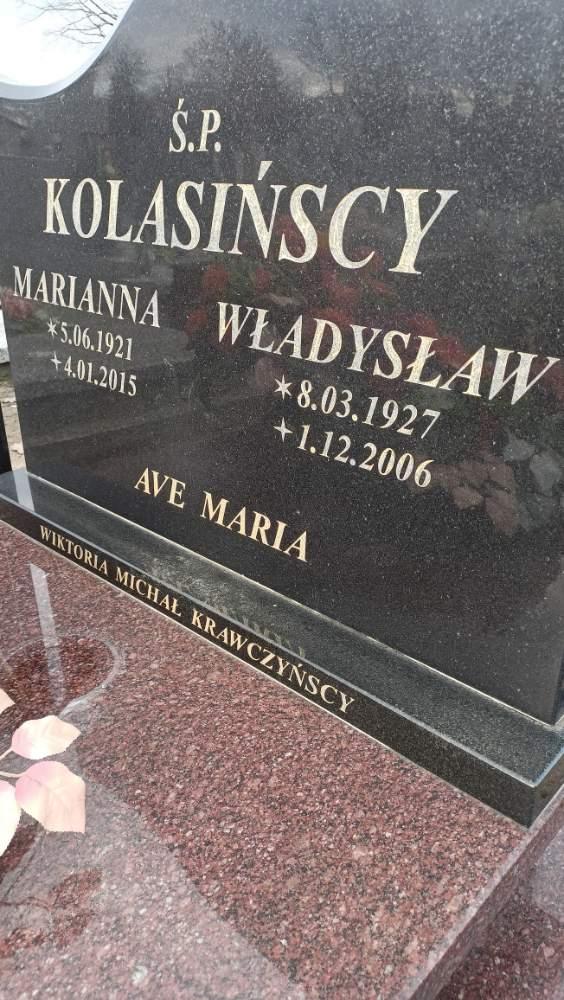 Ś.P.
KOLASIŃSCY
MARIANNA
✶5.06.1921
✢4.01.2015
WŁADYSŁAW
✶8.03.1927
✢1.12.2006
AVE MARIA
WIKTORIA MICHAŁ KRAWCZYŃSCY